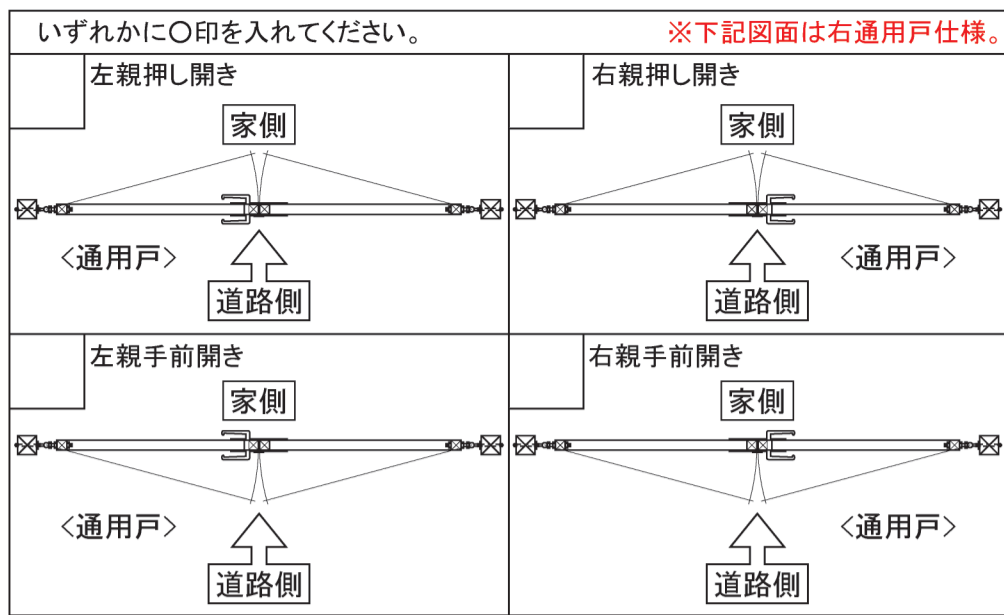 いずれかに〇印を入れてください。
※下記図面は右通用戸仕様。
左親押し開き
家側
<通用戸>
道路側
右親押し開き
家側
<通用戸>
道路側
左親手前開き
家側
<通用戸>
道路側
右親手前開き
家側
<通用戸>
道路側